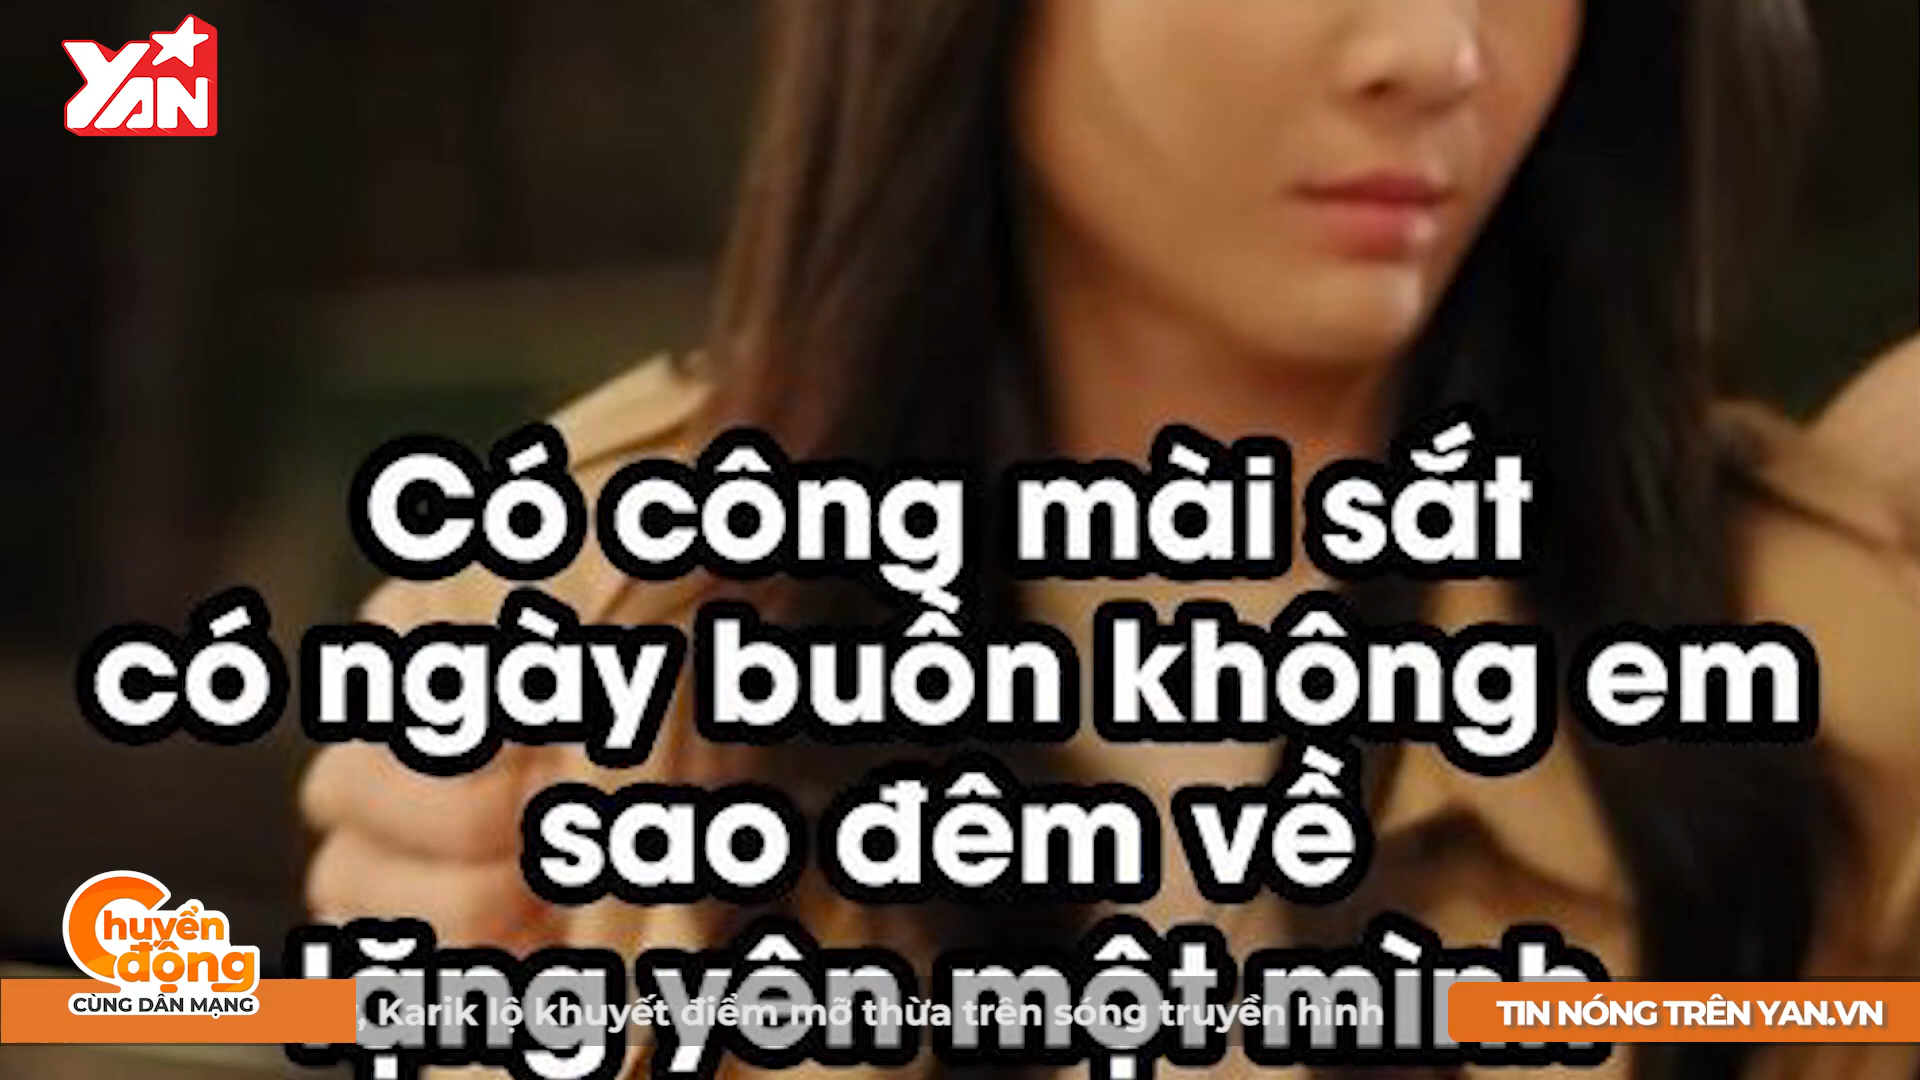 YAN
Có công mài sắt
có ngày buồn không em
sao đêm về
lặng yên một mình
Chuyển
động
CÙNG DÂN MẠNG
, Karik lộ khuyết điểm mỡ thừa trên sóng truyền hình
TIN NÓNG TRÊN YAN.VN